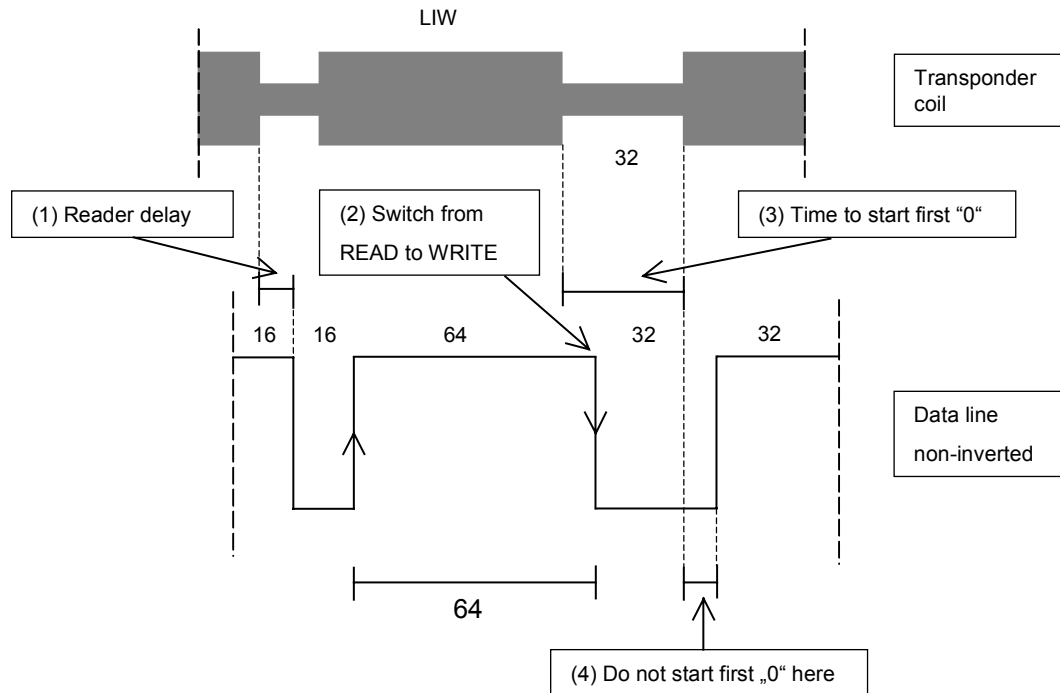 LIW
Transponder
coil
32
(1) Reader delay
(2) Switch from
READ to WRITE
(3) Time to start first “0“
16
16
64
32
32
Data line
non-inverted
64
(4) Do not start first „0“ here